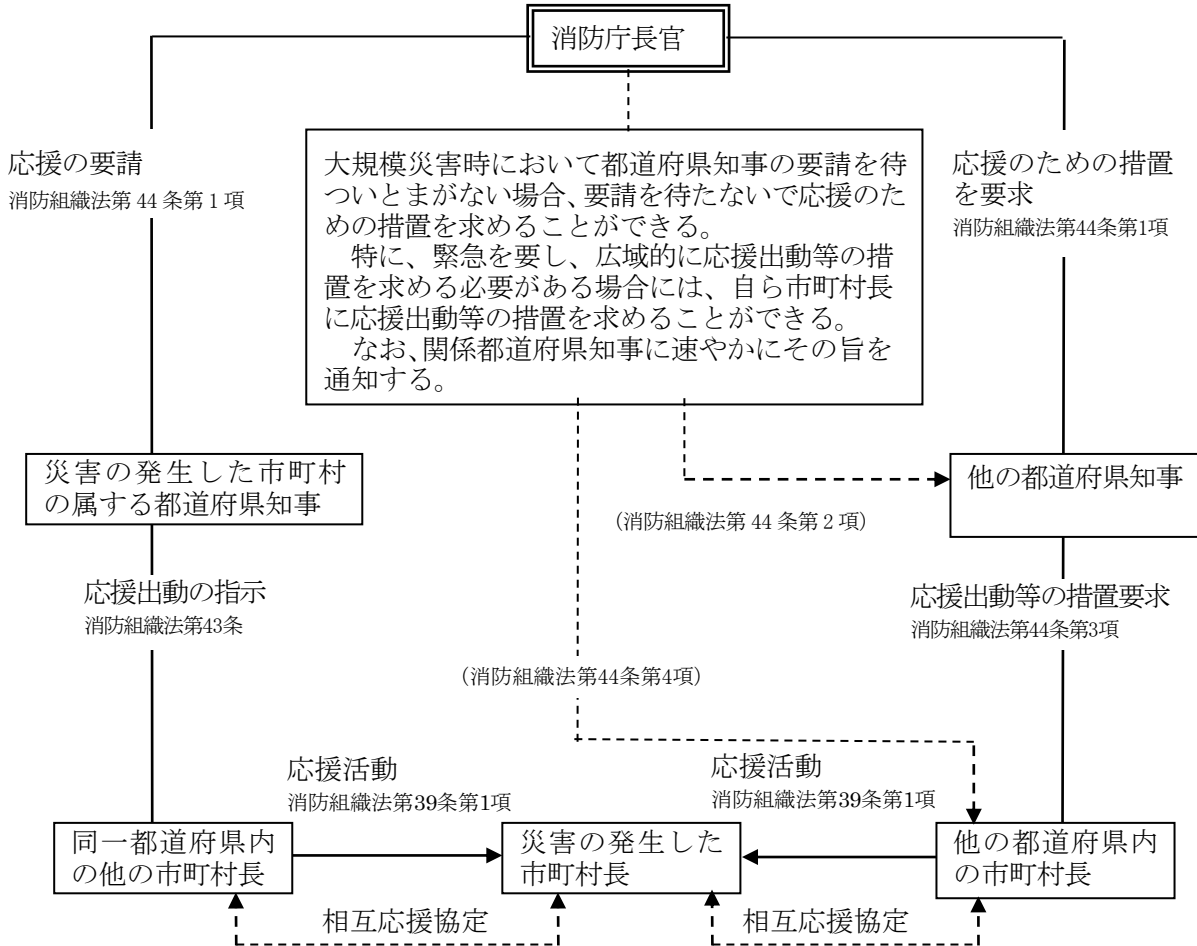 消防庁長官
応援の要請
消防組織法第 44 条第 1 項
大規模災害時において都道府県知事の要請を待
ついとまがない場合、要請を待たないで応援のた
めの措置を求めることができる。
特に、緊急を要し、広域的に応援出動等の措
置を求める必要がある場合には、自ら市町村長
に応援出動等の措置を求めることができる。
なお、関係都道府県知事に速やかにその旨を
通知する。
応援のための措置
を要求
消防組織法第44条第1項
災害の発生した市町村
の属する都道府県知事
他の都道府県知事
(消防組織法第 44 条第 2 項)
応援出動の指示
消防組織法第43条
応援出動等の措置要求
消防組織法第44条第3項
(消防組織法第44条第4項)
応援活動
消防組織法第39条第1項
応援活動
消防組織法第39条第1項
同一都道府県内
の他の市町村長
災害の発生した
市町村長
他の都道府県内
の市町村長
相互応援協定
相互応援協定